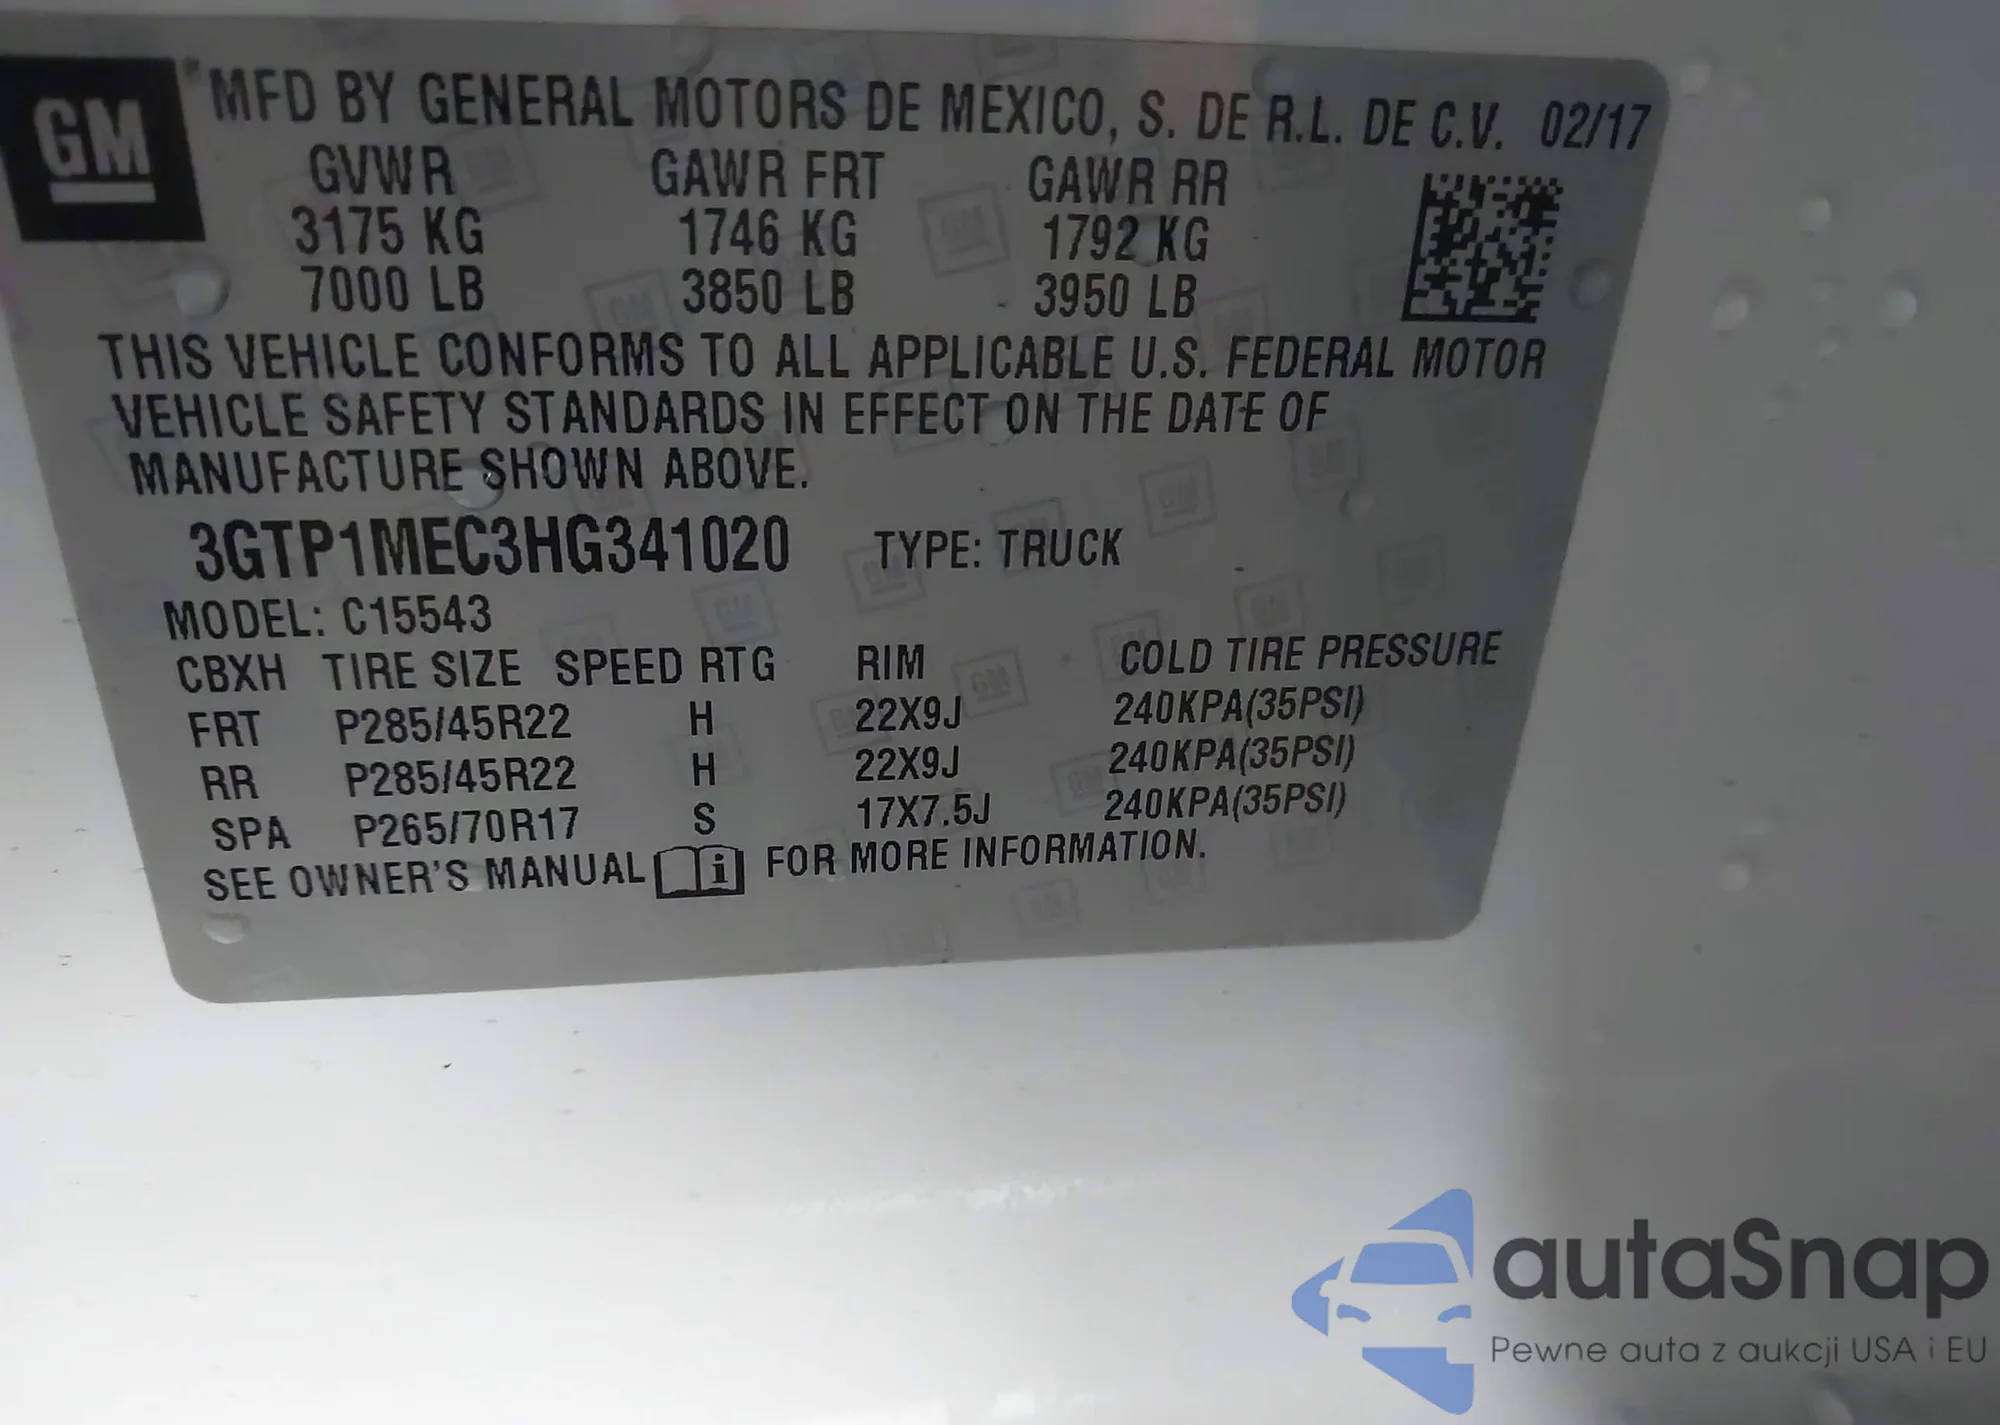 GM
MFD BY GENERAL MOTORS DE MEXICO, S. DE R.L. DE C.V. 02/17
GVWR GAWR FRT GAWR RR
3175 KG 1746 KG 1792 KG
7000 LB 3850 LB 3950 LB
THIS VEHICLE CONFORMS TO ALL APPLICABLE U.S. FEDERAL MOTOR
VEHICLE SAFETY STANDARDS IN EFFECT ON THE DATE OF
MANUFACTURE SHOWN ABOVE.
3GTP1MEC3HG341020 TYPE: TRUCK
MODEL: C15543
CBXH TIRE SIZE SPEED RTG RIM COLD TIRE PRESSURE
FRT P285/45R22 H 22X9J 240KPA(35PSI)
RR P285/45R22 H 22X9J 240KPA(35PSI)
SPA P265/70R17 S 17X7.5J 240KPA(35PSI)
SEE OWNER'S MANUAL i FOR MORE INFORMATION.
autaSnap
Pewne auta z aukcji USA i EU